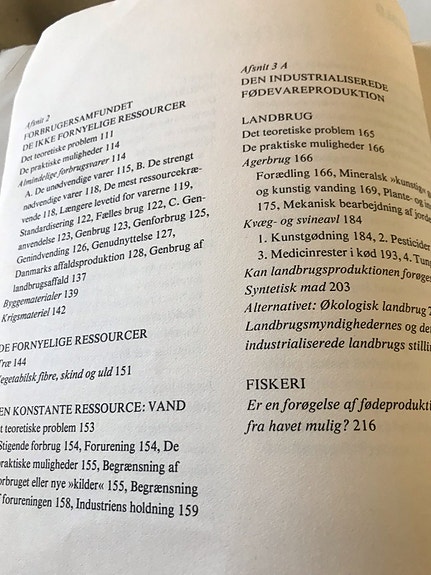 Afsnit 2
FORBRUGERSAMFUNDET
DE IKKE FORNYELIGE RESSOURCER
Det teoretiske problem 111
De praktiske muligheder 114
Almindelige forbrugsvarer 114
A. De unødvendige varer 115, B. De strengt
nødvendige varer 118, De mest ressourcekræ-
vende 118, Længere levetid for varerne 119,
Standardisering 122, Fælles brug 122, C. Gen-
anvendelse 123, Genbrug 123, Genforbrug 125,
Genindvending 126, Genudnyttelse 127,
Danmarks affaldsproduktion 128, Genbrug af
landbrugsaffald 137
Byggematerialer 139
Krigsmateriel 142
DE FORNYELIGE RESSOURCER
Træ 144
egetabilsk fibre, skind og uld 151
EN KONSTANTE RESSOURCE: VAND
t teoretiske problem 153
Stigende forbrug 154, Forurening 154, De
praktiske muligheder 155, Begrænsning af
orbruget eller nye »kilder« 155, Begrænsning
f forureningen 158, Industriens holdning 159
Afsnit 3 A
DEN INDUSTRIALISEREDE
FØDEVAREPRODUKTION
LANDBRUG
Det teoretiske problem 165
De praktiske muligheder 166
Agerbrug 166
Forædling 166, Mineralsk »kunstig« g
og kunstig vanding 169, Plante- og in
175, Mekanisk bearbejdning af jorde
Kvæg- og svineavl 184
1. Kunstgødning 184, 2. Pesticider
3. Medicinrester i kød 193, 4. Tun
Kan landbrugsproduktionen forøges
Syntetisk mad 203
Alternativet: Økologisk landbrug
Landbrugsmyndighedernes og de
industrialiserede landbrugs stillin
FISKERI
Er en forøgelse af fødeprodukti
fra havet mulig? 216